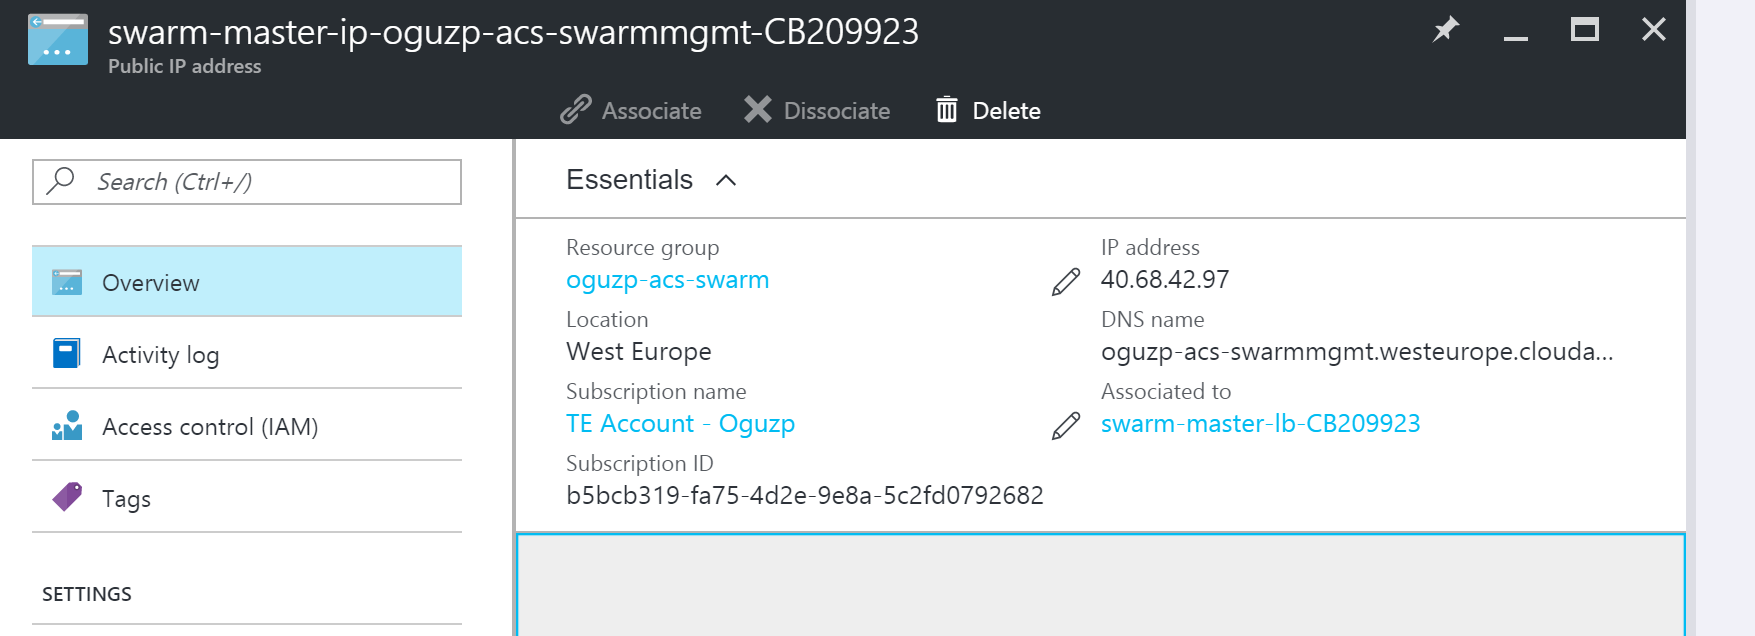 swarm-master-ip-oguzp-acs-swarmmgmt-CB209923
Public IP address
Associate
Dissociate
Delete
Search (Ctrl+/)
Overview
Activity log
Access control (IAM)
Tags
SETTINGS
Essentials
Resource group
oguzp-acs-swarm
Location
West Europe
Subscription name
TE Account - Oguzp
Subscription ID
b5bcb319-fa75-4d2e-9e8a-5c2fd0792682
IP address
40.68.42.97
DNS name
oguzp-acs-swarmmgmt.westeurope.clouda...
Associated to
swarm-master-lb-CB209923